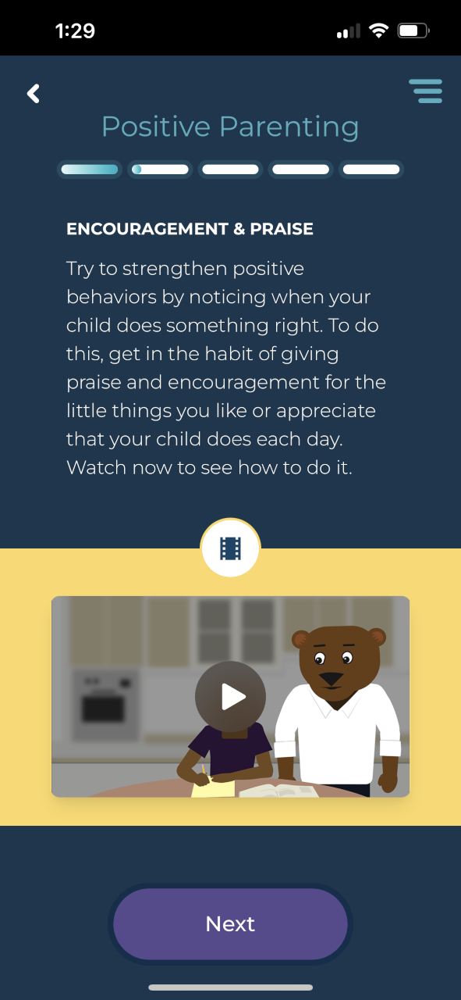 1:29
Positive Parenting
ENCOURAGEMENT & PRAISE
Try to strengthen positive
behaviors by noticing when your
child does something right. To do
this, get in the habit of giving
praise and encouragement for the
little things you like or appreciate
that your child does each day.
Watch now to see how to do it.
Next